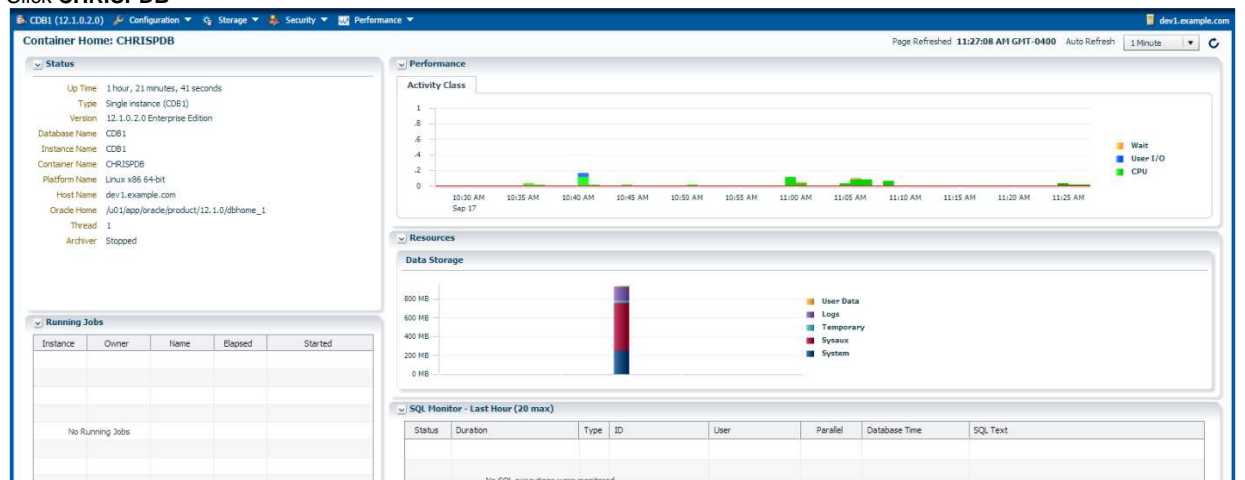 Click CHRISPDB
CDB1 (12.1.0.2.0) Configuration Storage Security Performance dev1.example.com
Container Home: CHRISPDB Page Refreshed 11:27:08 AM GMT-0400 Auto Refresh 1 Minute
Status
Up Time 1 hour, 21 minutes, 41 seconds
Type Single instance (CDB1)
Version 12.1.0.2.0 Enterprise Edition
Database Name CDB1
Instance Name CDB1
Container Name CHRISPDB
Platform Name Linux x86 64-bit
Host Name dev1.example.com
Oracle Home /u01/app/oracle/product/12.1.0/dbhome_1
Thread 1
Archiver Stopped
Running Jobs
Instance Owner Name Elapsed Started
No Running Jobs
Performance
Activity Class
1
.8
.6
.4
.2
0
10:30 AM 10:35 AM 10:40 AM 10:45 AM 10:50 AM 10:55 AM 11:00 AM 11:05 AM 11:10 AM 11:15 AM 11:20 AM 11:25 AM
Sep 17
Wait
User I/O
CPU
Resources
Data Storage
800 MB
600 MB
400 MB
200 MB
0 MB
User Data
Logs
Temporary
Sysaux
System
SQL Monitor - Last Hour (20 max)
Status Duration Type ID User Parallel Database Time SQL Text
No SQL executions were monitored